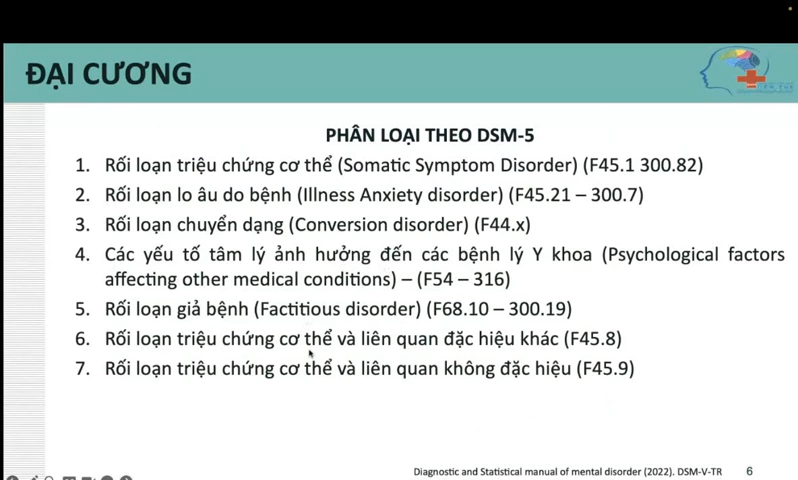 ĐẠI CƯƠNG
PHÂN LOẠI THEO DSM-5
1. Rối loạn triệu chứng cơ thể (Somatic Symptom Disorder) (F45.1 300.82)
2. Rối loạn lo âu do bệnh (Illness Anxiety disorder) (F45.21 – 300.7)
3. Rối loạn chuyển dạng (Conversion disorder) (F44.x)
4. Các yếu tố tâm lý ảnh hưởng đến các bệnh lý Y khoa (Psychological factors
affecting other medical conditions) – (F54 – 316)
5. Rối loạn giả bệnh (Factitious disorder) (F68.10 – 300.19)
6. Rối loạn triệu chứng cơ thể và liên quan đặc hiệu khác (F45.8)
7. Rối loạn triệu chứng cơ thể và liên quan không đặc hiệu (F45.9)
Diagnostic and Statistical manual of mental disorder (2022). DSM-V-TR 6